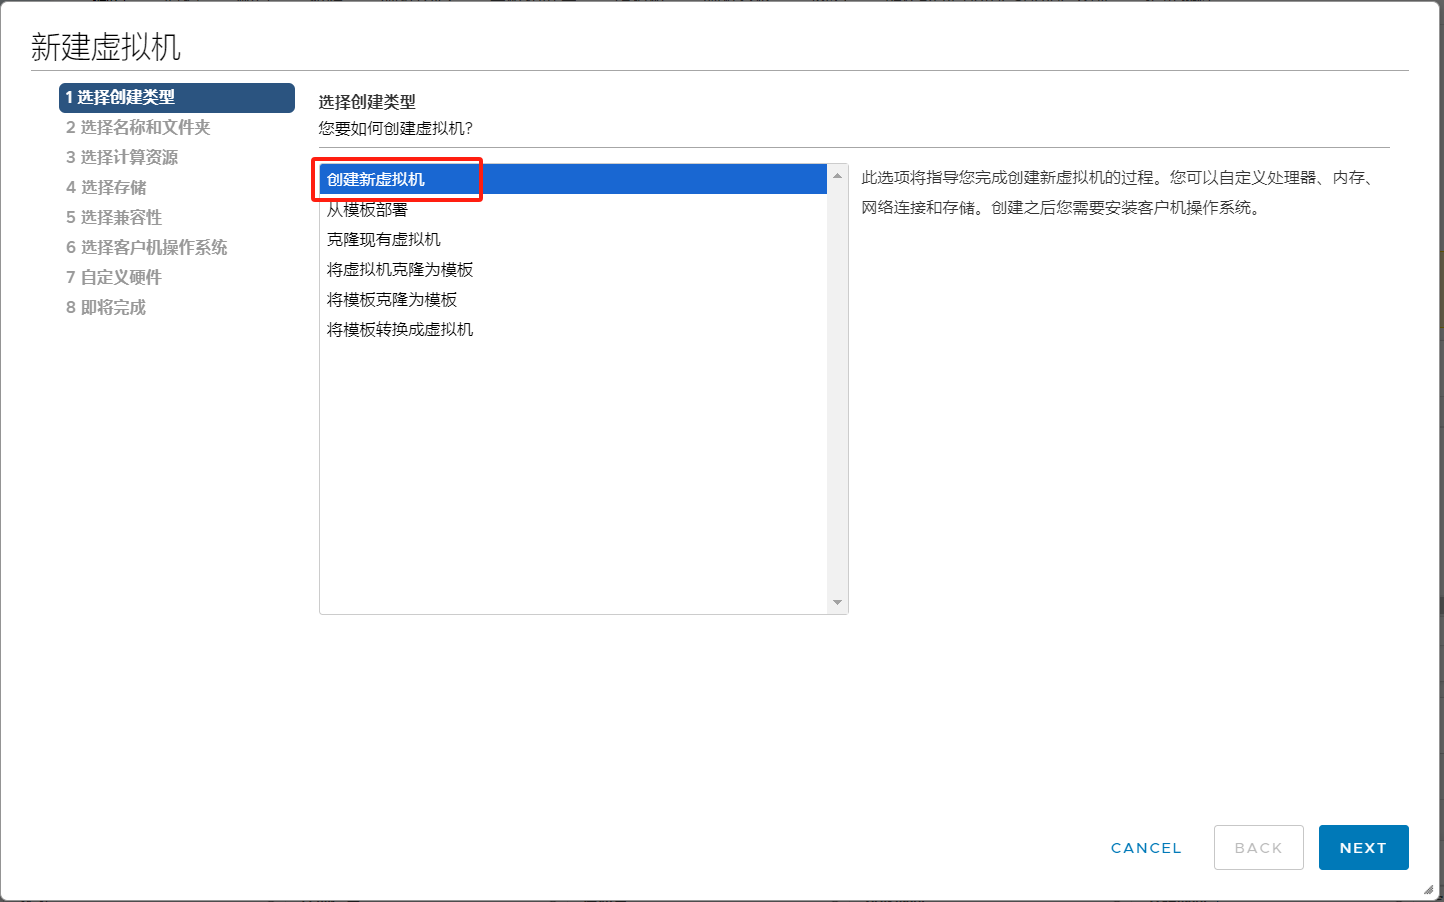 新建虚拟机
1 选择创建类型
2 选择名称和文件夹
3 选择计算资源
4 选择存储
5 选择兼容性
6 选择客户机操作系统
7 自定义硬件
8 即将完成
选择创建类型
您要如何创建虚拟机?
创建新虚拟机
从模板部署
克隆现有虚拟机
将虚拟机克隆为模板
将模板克隆为模板
将模板转换成虚拟机
此选项将指导您完成创建新虚拟机的过程。您可以自定义处理器、内存、
网络连接和存储。创建之后您需要安装客户机操作系统。
CANCEL
BACK
NEXT